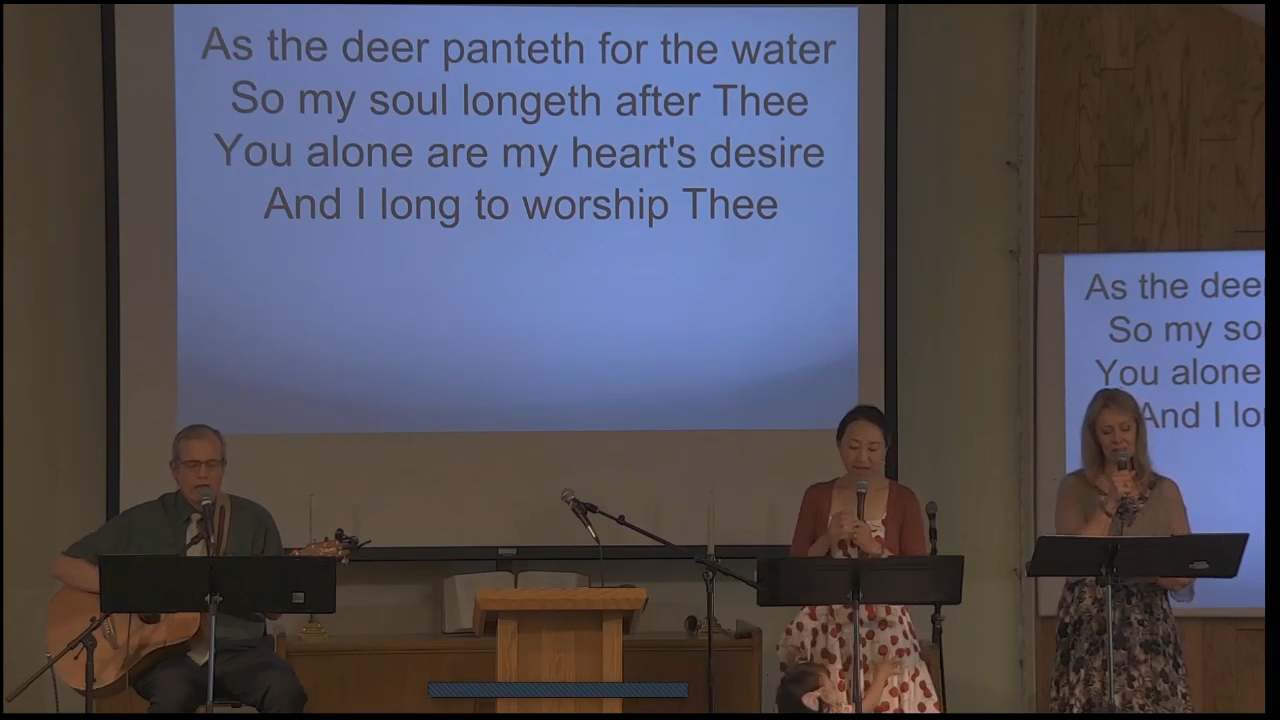 As the deer panteth for the water
So my soul longeth after Thee
You alone are my heart's desire
And I long to worship Thee
As the dee
So my so
You alone
And I lo